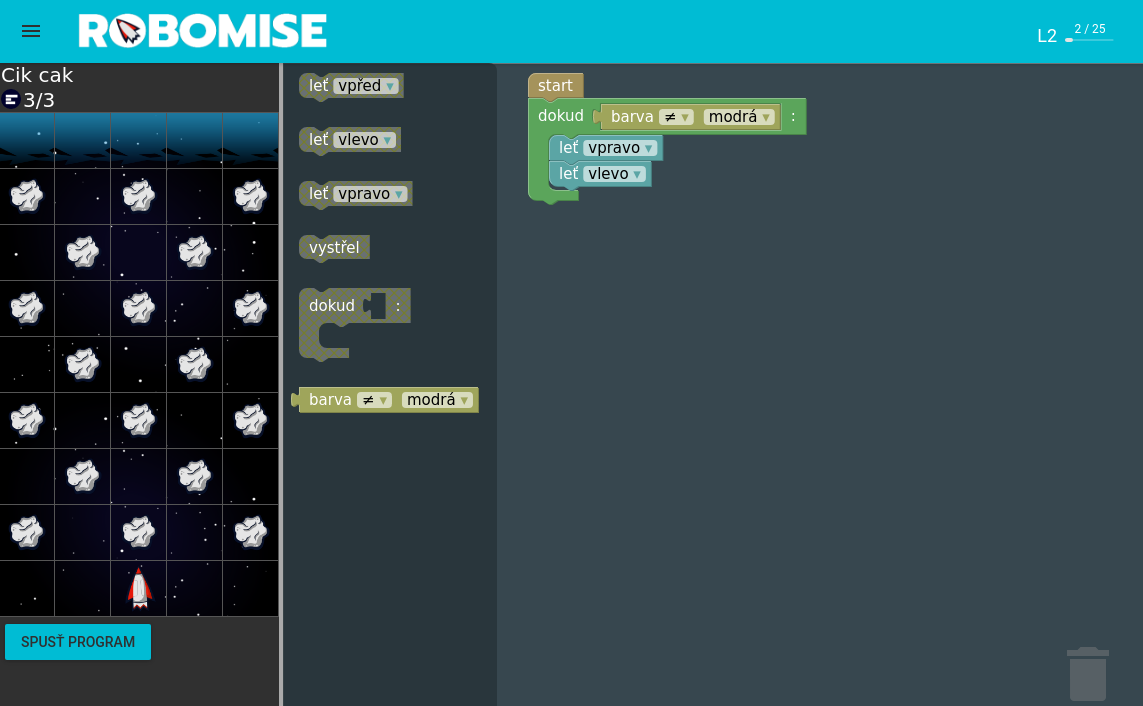 ROBOMISE
L2 2 / 25
Cik cak
3/3
leť vpřed ▾
leť vlevo ▾
leť vpravo ▾
vystřel
dokud :
barva ≠ ▾ modrá ▾
start
dokud barva ≠ ▾ modrá ▾ :
leť vpravo ▾
leť vlevo ▾
SPUSŤ PROGRAM